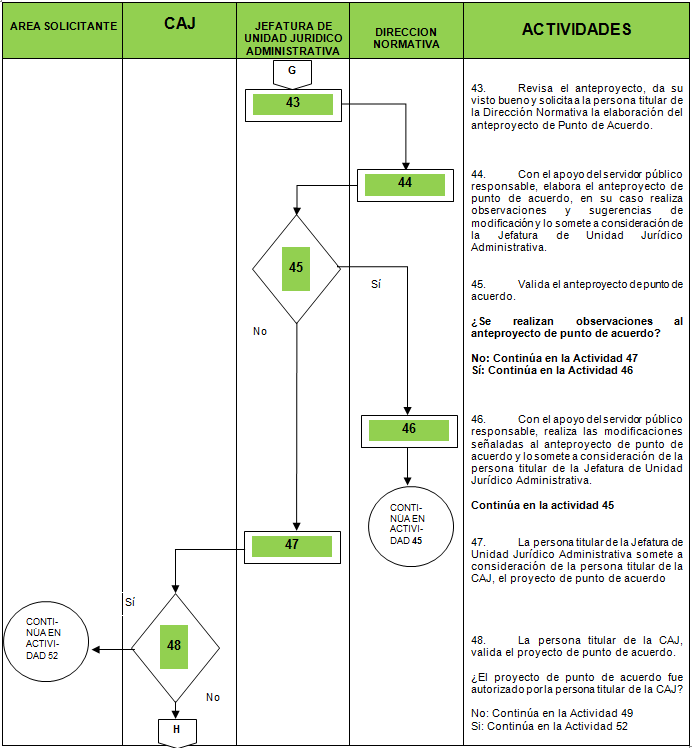 AREA SOLICITANTE
CAJ
JEFATURA DE
UNIDAD JURIDICO
ADMINISTRATIVA
DIRECCION
NORMATIVA
ACTIVIDADES
G
43
44
45
Sí
No
46
CONTI-
NÚA EN
ACTIVI-
DAD 45
47
Sí
CONTI-
NÚA EN
ACTIVI-
DAD 52
48
No
H
43. Revisa el anteproyecto, da su
visto bueno y solicita a la persona titular de
la Dirección Normativa la elaboración del
anteproyecto de Punto de Acuerdo.
44. Con el apoyo del servidor público
responsable, elabora el anteproyecto de
punto de acuerdo, en su caso realiza
observaciones y sugerencias de
modificación y lo somete a consideración de
la Jefatura de Unidad Jurídico
Administrativa.
45. Valida el anteproyecto de punto de
acuerdo.
¿Se realizan observaciones al
anteproyecto de punto de acuerdo?
No: Continúa en la Actividad 47
Sí: Continúa en la Actividad 46
46. Con el apoyo del servidor público
responsable, realiza las modificaciones
señaladas al anteproyecto de punto de
acuerdo y lo somete a consideración de la
persona titular de la Jefatura de Unidad
Jurídico Administrativa.
Continúa en la actividad 45
47. La persona titular de la Jefatura de
Unidad Jurídico Administrativa somete a
consideración de la persona titular de la
CAJ, el proyecto de punto de acuerdo
48. La persona titular de la CAJ,
valida el proyecto de punto de acuerdo.
¿El proyecto de punto de acuerdo fue
autorizado por la persona titular de la CAJ?
No: Continúa en la Actividad 49
Si: Continúa en la Actividad 52